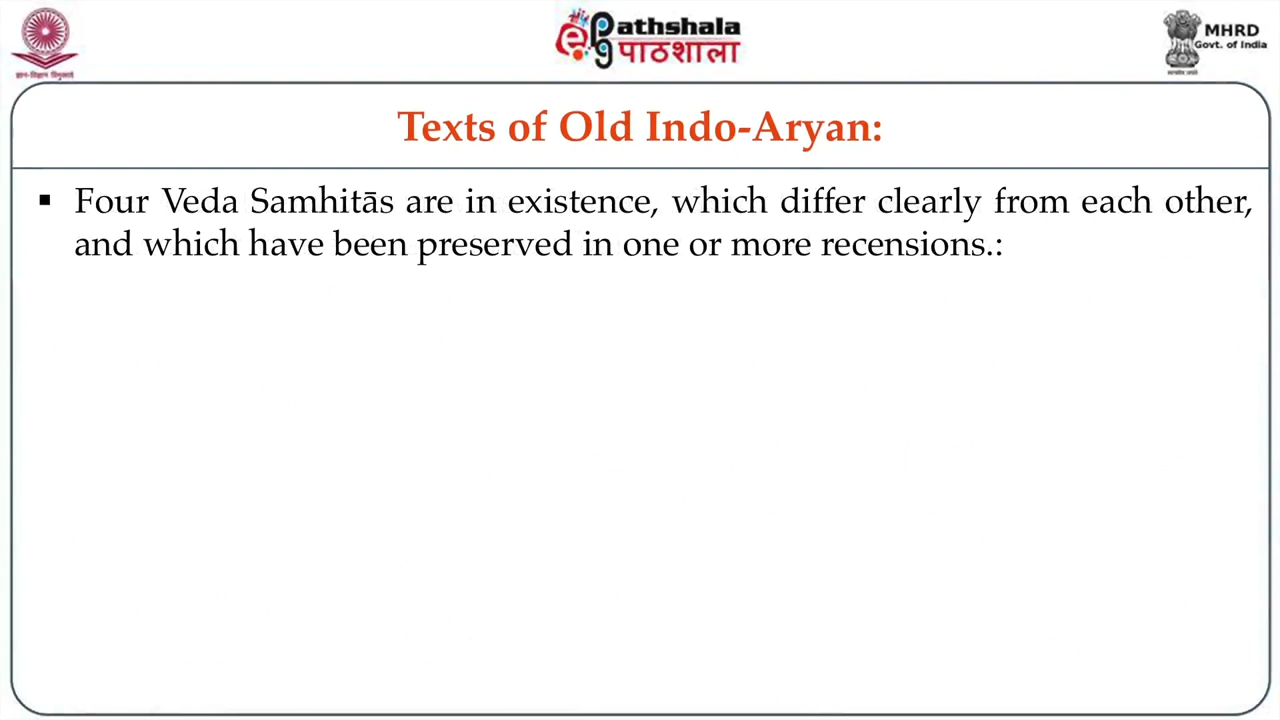 ePathshala
पाठशाला
MHRD
Govt. of India
Texts of Old Indo-Aryan:
▪ Four Veda Samhitās are in existence, which differ clearly from each other,
and which have been preserved in one or more recensions.: